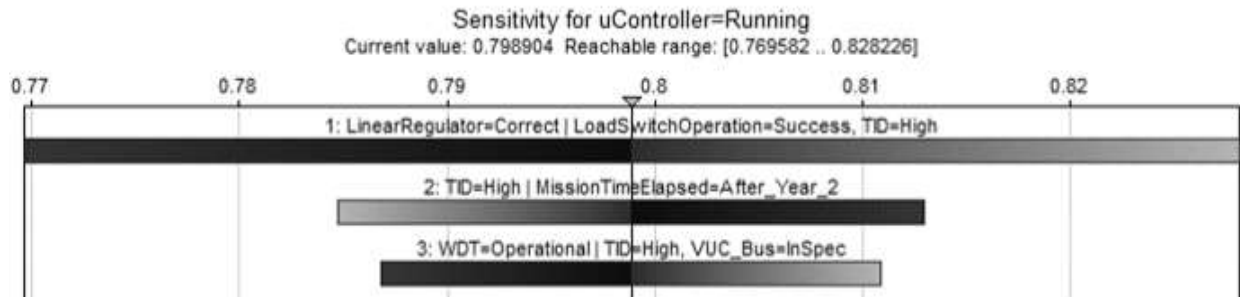 Sensitivity for uController=Running
Current value: 0.798904 Reachable range: [0.769582 .. 0.828226]
0.77 0.78 0.79 0.8 0.81 0.82
1: LinearRegulator=Correct | LoadSwitchOperation=Success, TID=High
2: TID=High | MissionTimeElapsed=After_Year_2
3: WDT=Operational | TID=High, VUC_Bus=InSpec